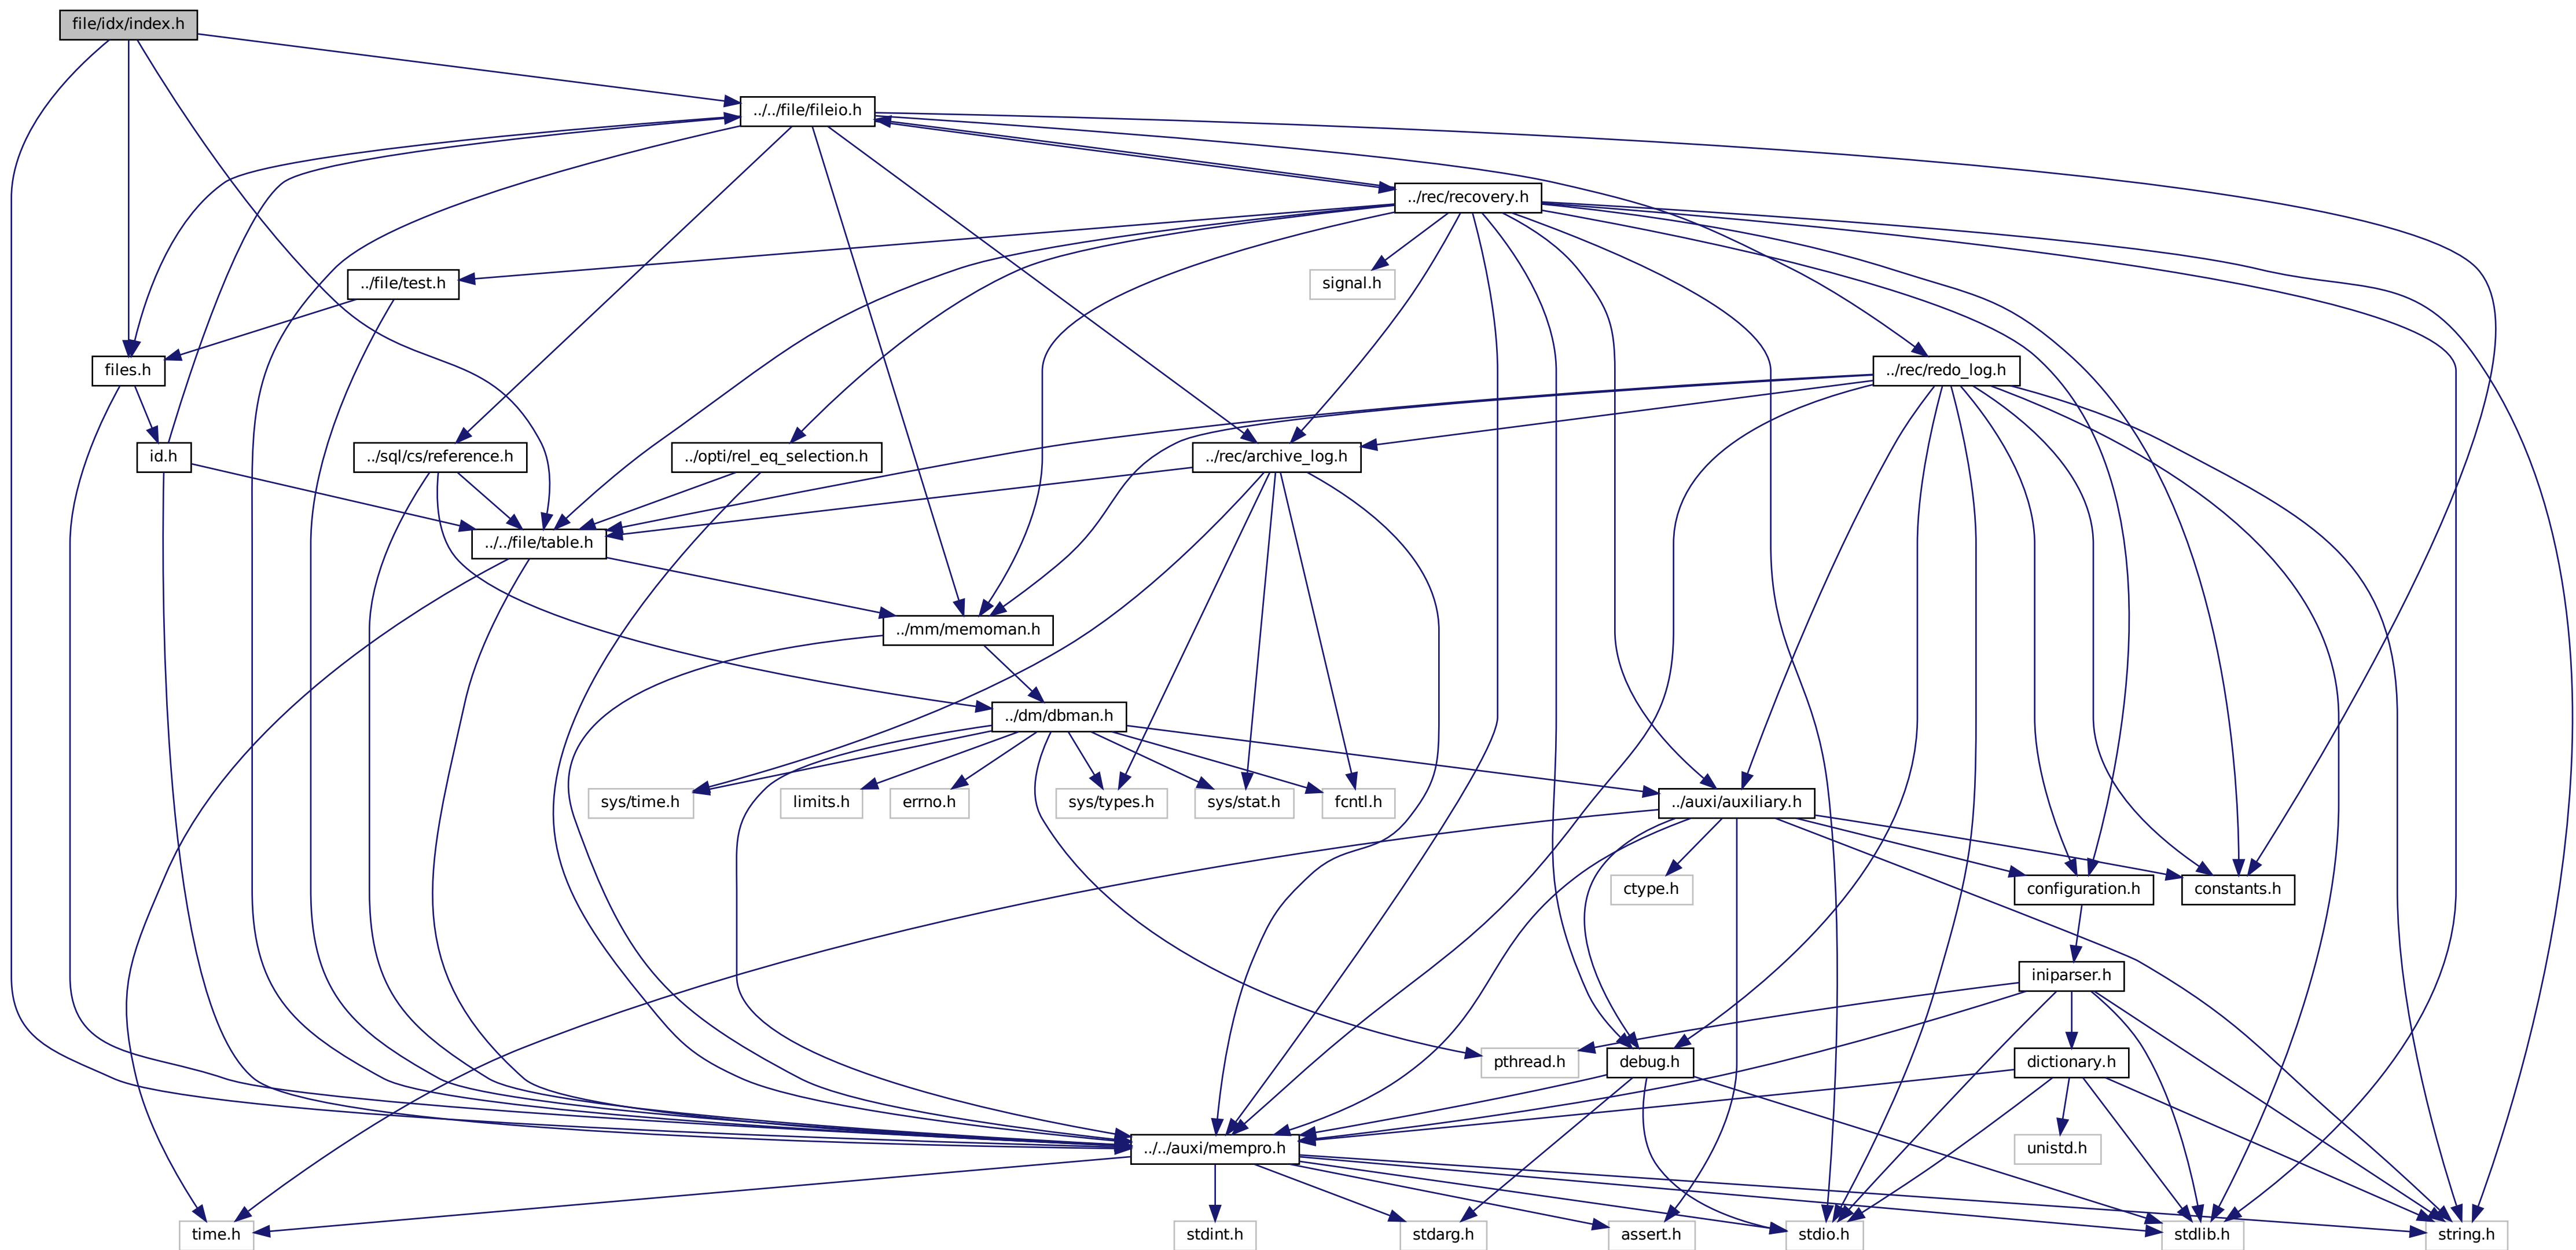 file/idx/index.h
../../file/fileio.h
../rec/recovery.h
../file/test.h
signal.h
files.h
../rec/redo_log.h
id.h
../sql/cs/reference.h
../opti/rel_eq_selection.h
../rec/archive_log.h
../../file/table.h
../mm/memoman.h
../dm/dbman.h
sys/time.h
limits.h
errno.h
sys/types.h
sys/stat.h
fcntl.h
../auxi/auxiliary.h
ctype.h
configuration.h
constants.h
iniparser.h
pthread.h
debug.h
dictionary.h
../../auxi/mempro.h
unistd.h
time.h
stdint.h
stdarg.h
assert.h
stdio.h
stdlib.h
string.h